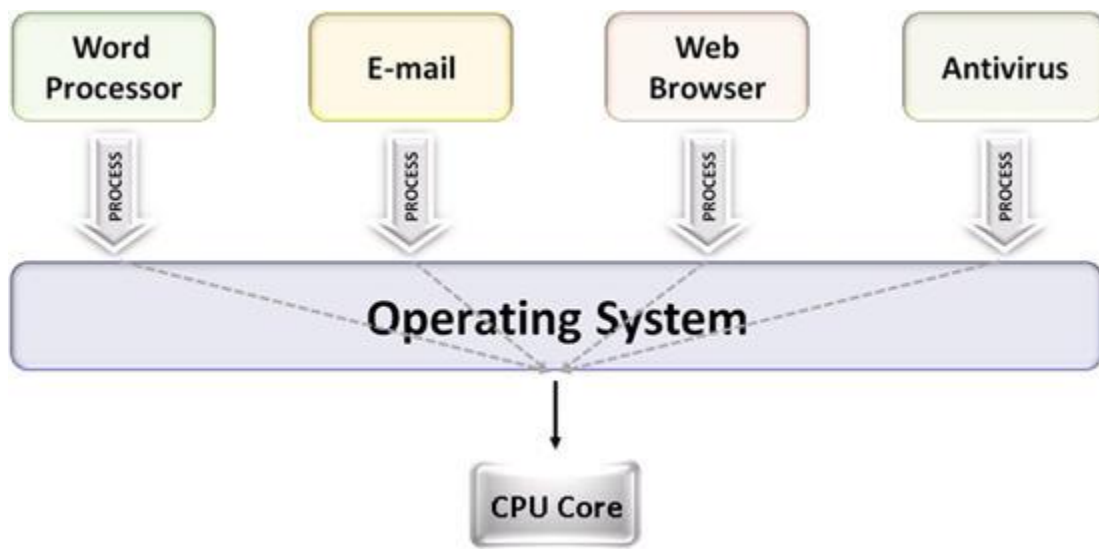 Word
Processor
E-mail
Web
Browser
Antivirus
PROCESS
PROCESS
PROCESS
PROCESS
Operating System
CPU Core